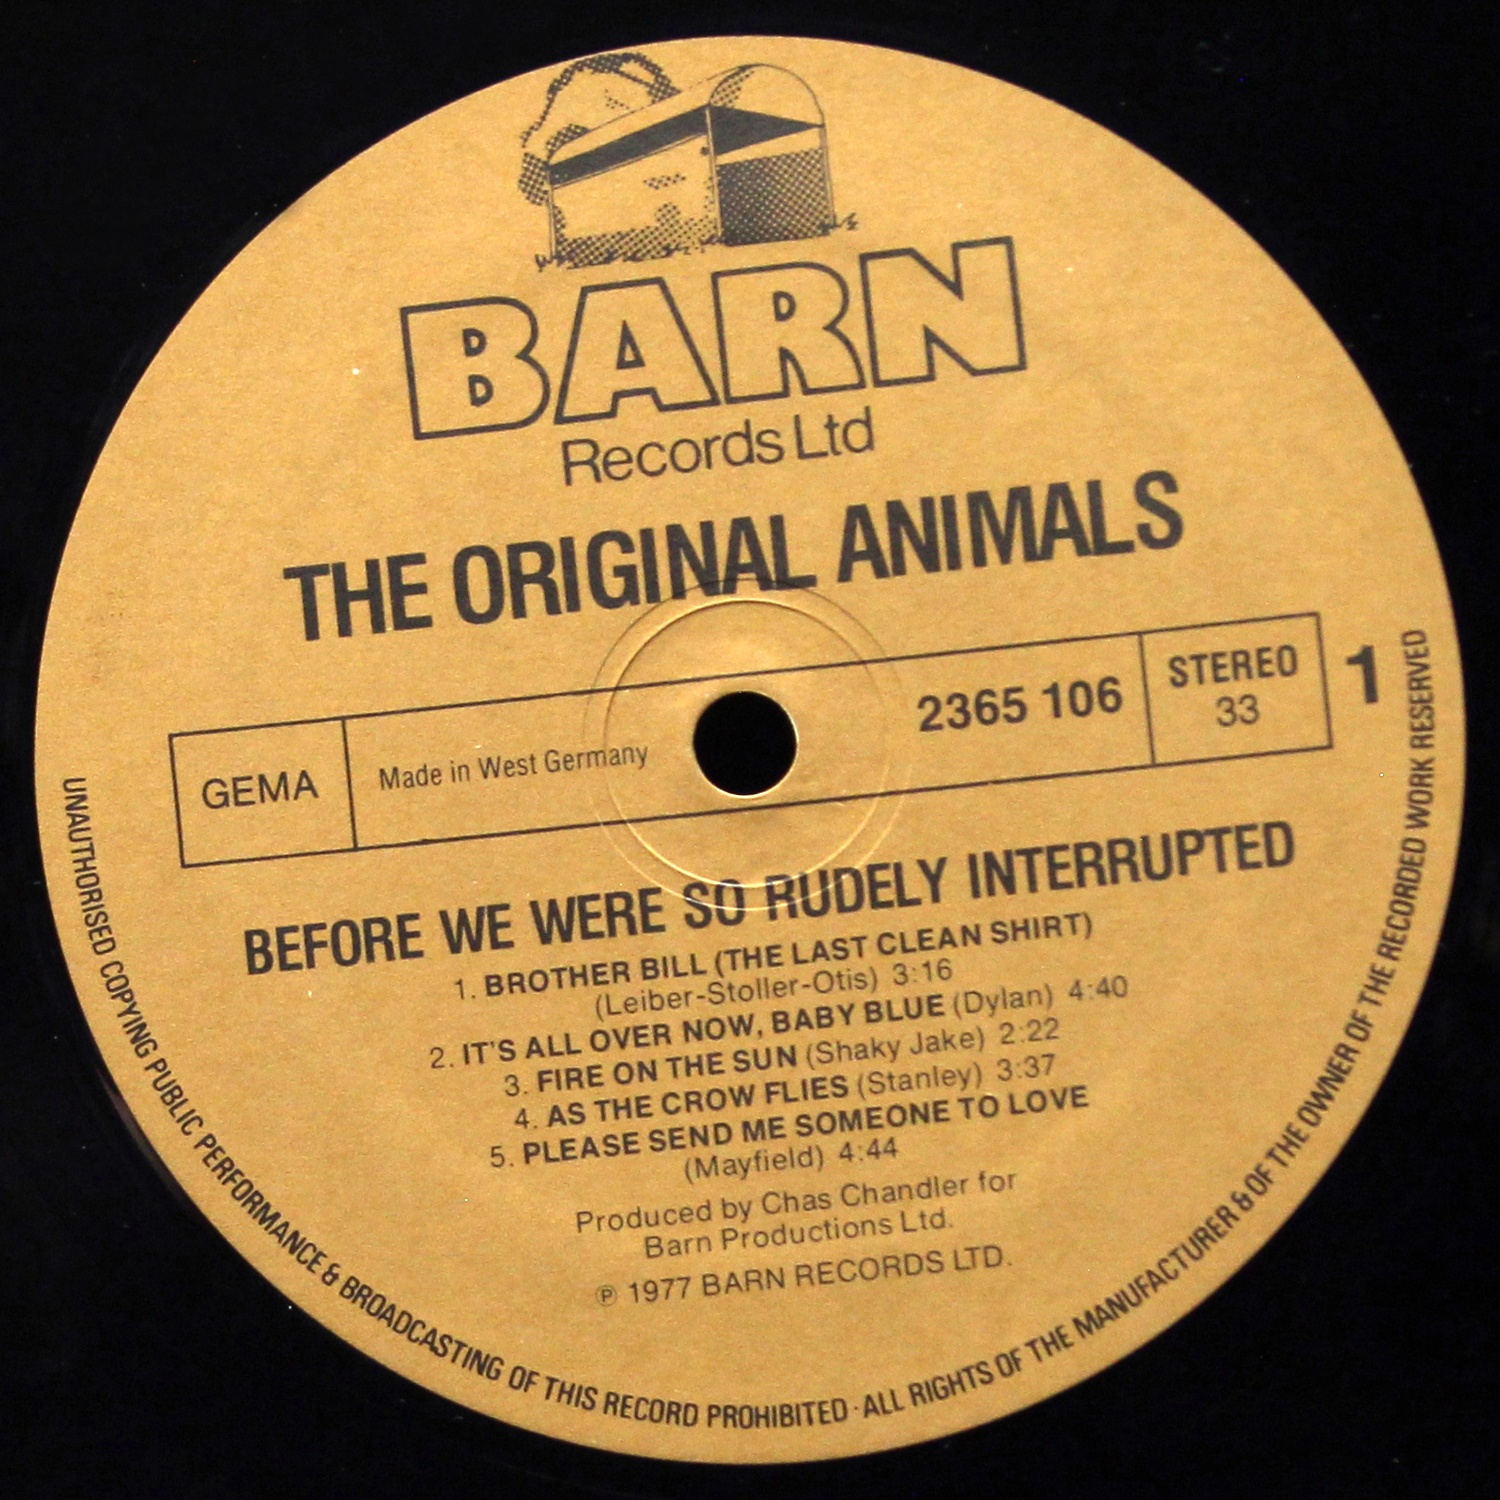 BARN
Records Ltd
THE ORIGINAL ANIMALS
GEMA
Made in West Germany
2365 106
STEREO
33
1
BEFORE WE WERE SO RUDELY INTERRUPTED
1. BROTHER BILL (THE LAST CLEAN SHIRT)
(Leiber-Stoller-Otis) 3:16
2. IT'S ALL OVER NOW, BABY BLUE (Dylan) 4:40
3. FIRE ON THE SUN (Shaky Jake) 2:22
4. AS THE CROW FLIES (Stanley) 3:37
5. PLEASE SEND ME SOMEONE TO LOVE
(Mayfield) 4:44
Produced by Chas Chandler for
Barn Productions Ltd.
℗ 1977 BARN RECORDS LTD.
UNAUTHORISED COPYING PUBLIC PERFORMANCE & BROADCASTING OF THIS RECORD PROHIBITED · ALL RIGHTS OF THE MANUFACTURER & OF THE OWNER OF THE RECORDED WORK RESERVED